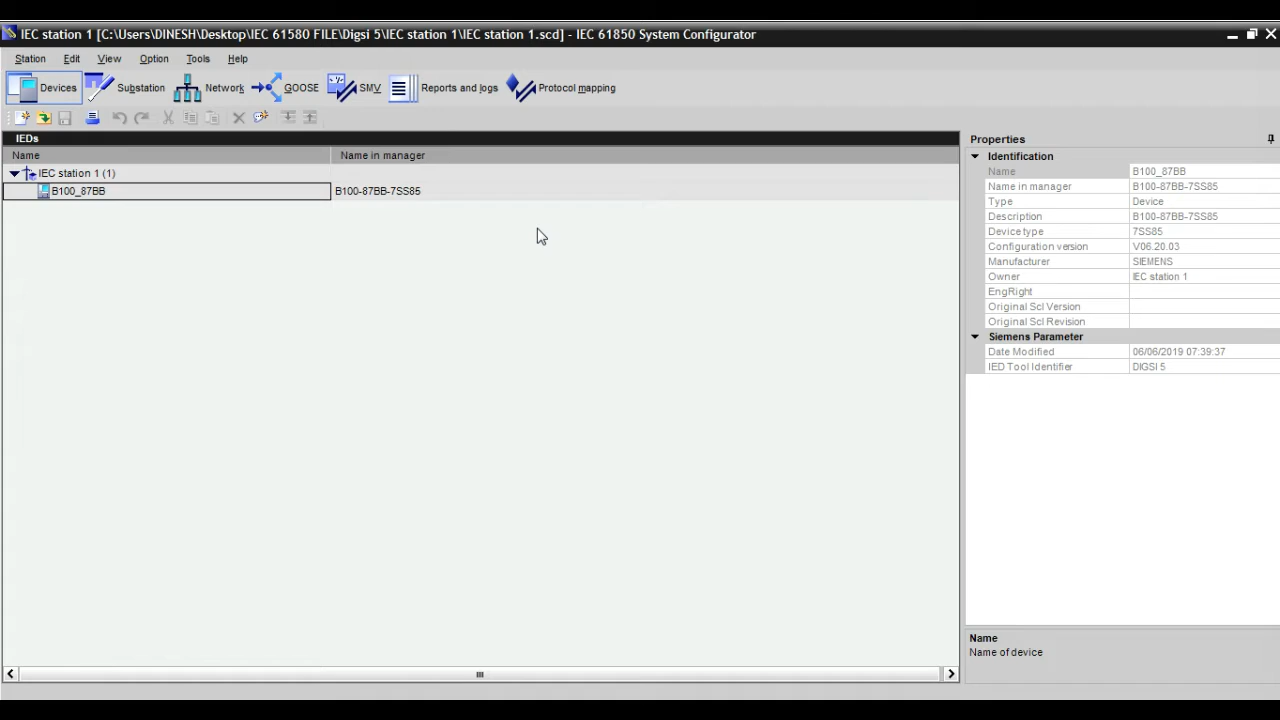 IEC station 1 [C:\Users\DINESH\Desktop\IEC 61580 FILE\Digsi 5\IEC station 1\IEC station 1.scd] - IEC 61850 System Configurator
Station Edit View Option Tools Help
Devices Substation Network GOOSE SMV Reports and logs Protocol mapping
IEDs
Name Name in manager
IEC station 1 (1)
B100_87BB B100-87BB-7SS85
Properties
Identification
Name B100_87BB
Name in manager B100-87BB-7SS85
Type Device
Description B100-87BB-7SS85
Device type 7SS85
Configuration version V06.20.03
Manufacturer SIEMENS
Owner IEC station 1
EngRight
Original Scl Version
Original Scl Revision
Siemens Parameter
Date Modified 06/06/2019 07:39:37
IED Tool Identifier DIGSI 5
Name
Name of device